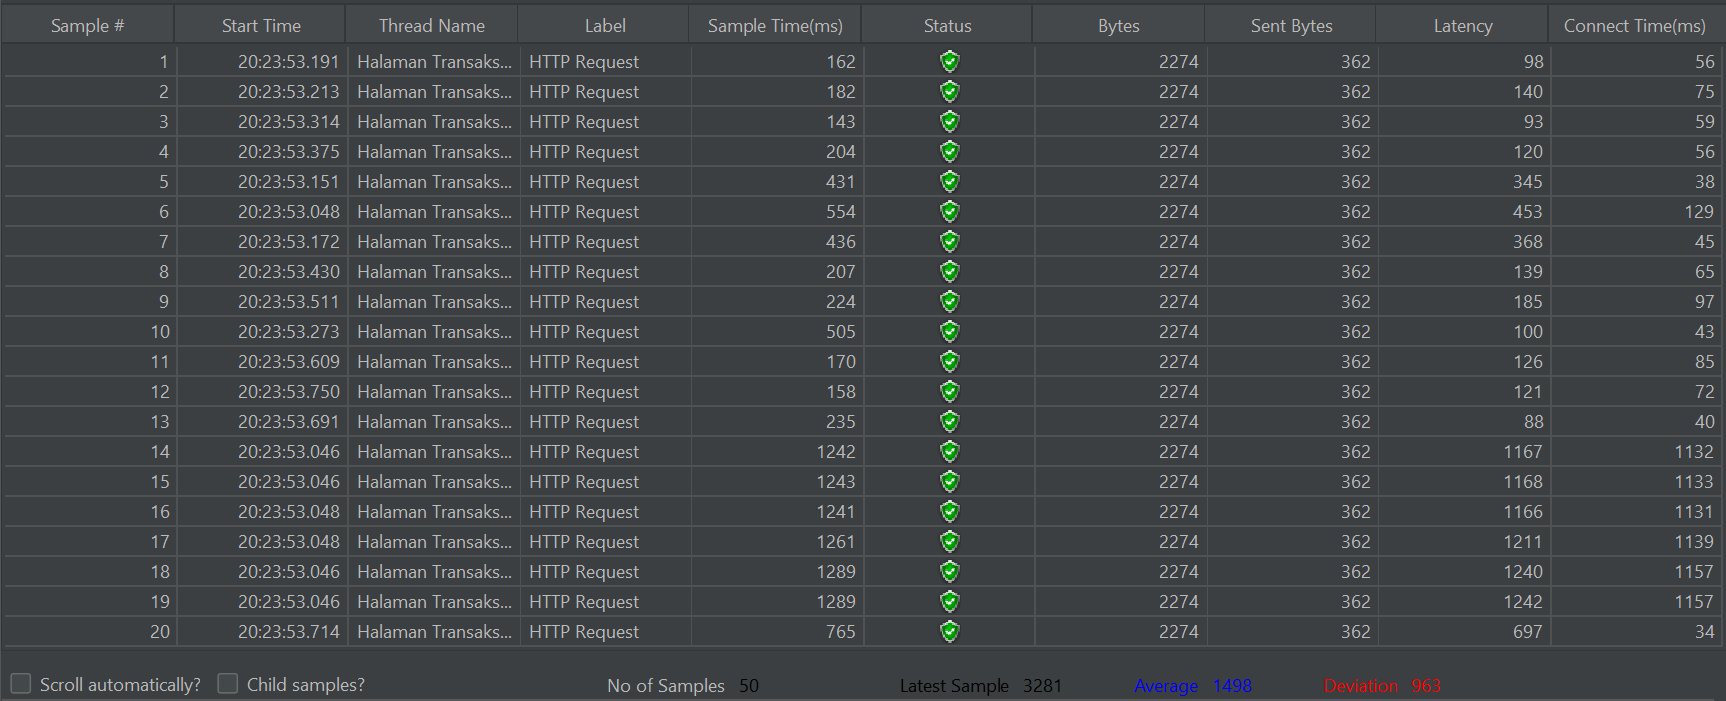 Sample # Start Time Thread Name Label Sample Time(ms) Status Bytes Sent Bytes Latency Connect Time(ms)
1 20:23:53.191 Halaman Transaks... HTTP Request 162 2274 362 98 56
2 20:23:53.213 Halaman Transaks... HTTP Request 182 2274 362 140 75
3 20:23:53.314 Halaman Transaks... HTTP Request 143 2274 362 93 59
4 20:23:53.375 Halaman Transaks... HTTP Request 204 2274 362 120 56
5 20:23:53.151 Halaman Transaks... HTTP Request 431 2274 362 345 38
6 20:23:53.048 Halaman Transaks... HTTP Request 554 2274 362 453 129
7 20:23:53.172 Halaman Transaks... HTTP Request 436 2274 362 368 45
8 20:23:53.430 Halaman Transaks... HTTP Request 207 2274 362 139 65
9 20:23:53.511 Halaman Transaks... HTTP Request 224 2274 362 185 97
10 20:23:53.273 Halaman Transaks... HTTP Request 505 2274 362 100 43
11 20:23:53.609 Halaman Transaks... HTTP Request 170 2274 362 126 85
12 20:23:53.750 Halaman Transaks... HTTP Request 158 2274 362 121 72
13 20:23:53.691 Halaman Transaks... HTTP Request 235 2274 362 88 40
14 20:23:53.046 Halaman Transaks... HTTP Request 1242 2274 362 1167 1132
15 20:23:53.046 Halaman Transaks... HTTP Request 1243 2274 362 1168 1133
16 20:23:53.048 Halaman Transaks... HTTP Request 1241 2274 362 1166 1131
17 20:23:53.048 Halaman Transaks... HTTP Request 1261 2274 362 1211 1139
18 20:23:53.046 Halaman Transaks... HTTP Request 1289 2274 362 1240 1157
19 20:23:53.046 Halaman Transaks... HTTP Request 1289 2274 362 1242 1157
20 20:23:53.714 Halaman Transaks... HTTP Request 765 2274 362 697 34
Scroll automatically? Child samples? No of Samples 50 Latest Sample 3281 Average 1498 Deviation 963